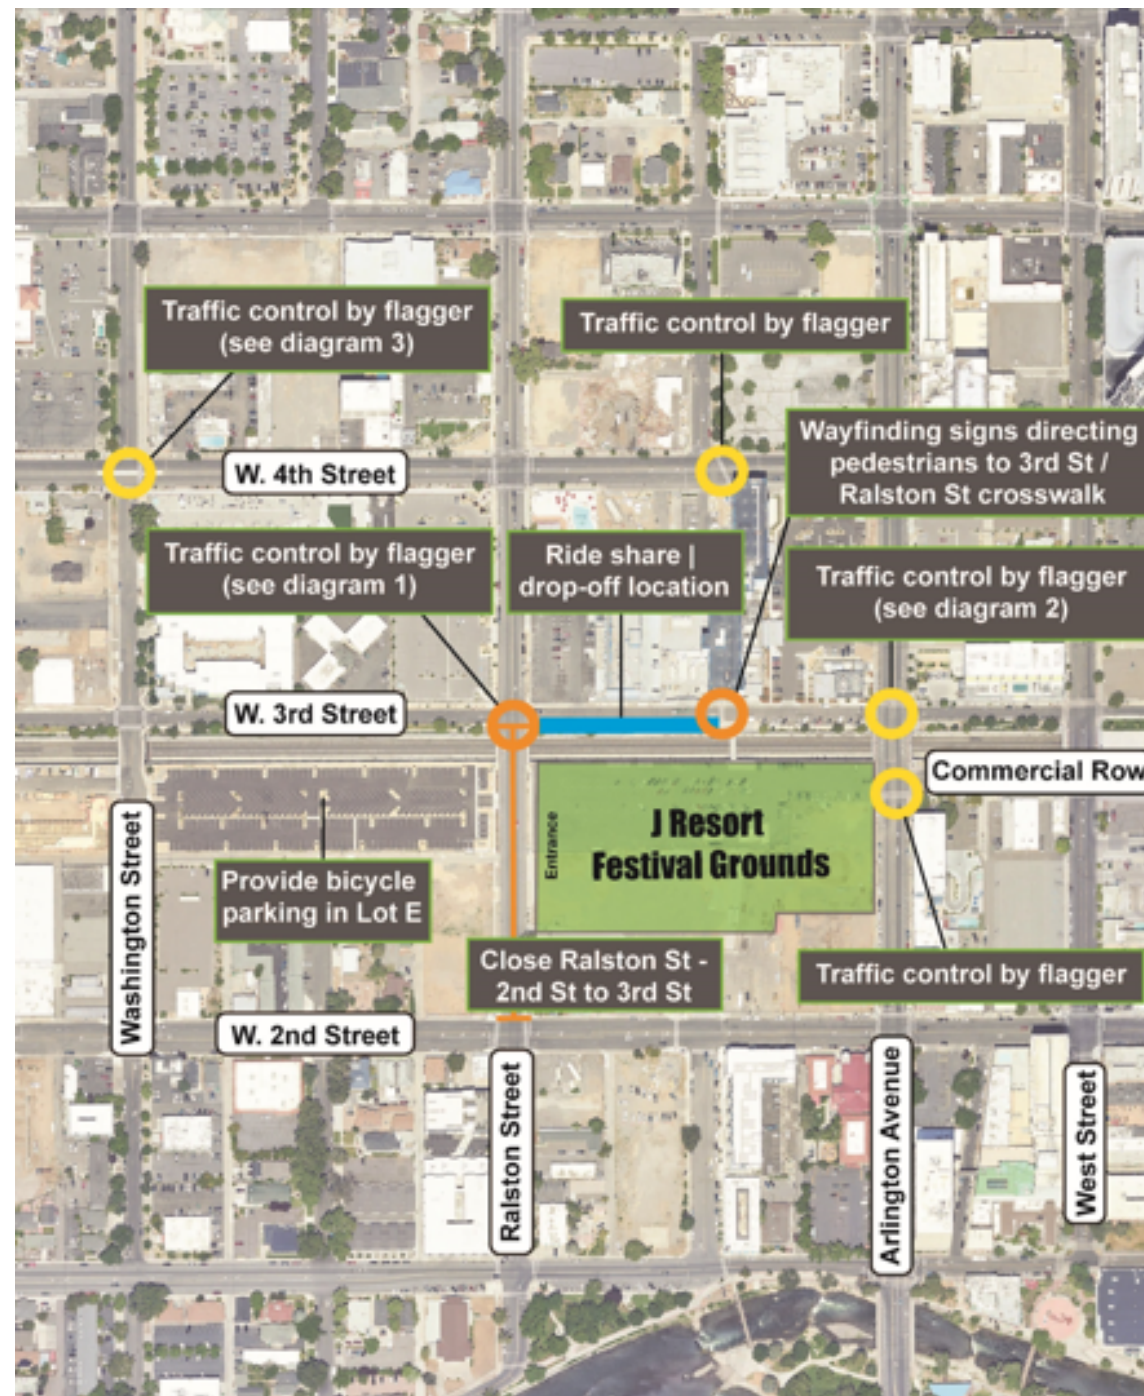 Traffic control by flagger
(see diagram 3)
Traffic control by flagger
Wayfinding signs directing
pedestrians to 3rd St /
Ralston St crosswalk
W. 4th Street
Traffic control by flagger
(see diagram 1)
Ride share |
drop-off location
Traffic control by flagger
(see diagram 2)
W. 3rd Street
Commercial Row
Entrance
J Resort
Festival Grounds
Washington Street
Provide bicycle
parking in Lot E
Close Ralston St -
2nd St to 3rd St
Traffic control by flagger
W. 2nd Street
Ralston Street
Arlington Avenue
West Street